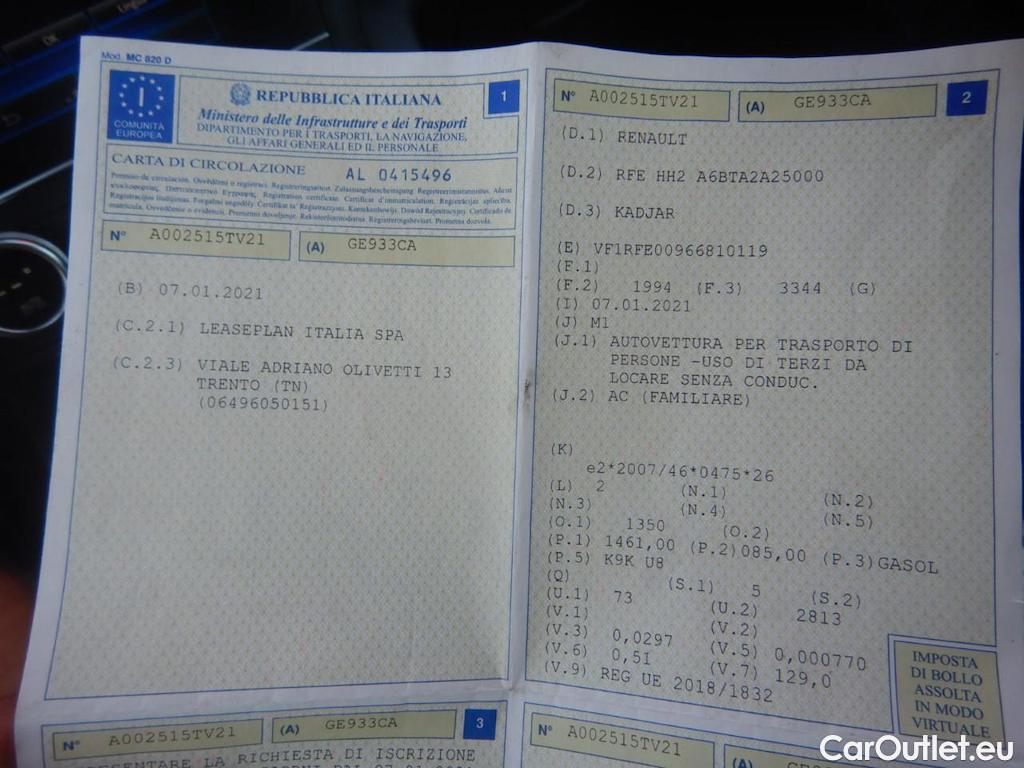 Mod. MC 820 D
I
COMUNITÀ
EUROPEA
REPUBBLICA ITALIANA
Ministero delle Infrastrutture e dei Trasporti
DIPARTIMENTO PER I TRASPORTI, LA NAVIGAZIONE,
GLI AFFARI GENERALI ED IL PERSONALE
1
CARTA DI CIRCOLAZIONE
AL 0415496
N° A002515TV21
(A) GE933CA
(B) 07.01.2021
(C.2.1) LEASEPLAN ITALIA SPA
(C.2.3) VIALE ADRIANO OLIVETTI 13
TRENTO (TN)
(06496050151)
N° A002515TV21
(A) GE933CA
2
(D.1) RENAULT
(D.2) RFE HH2 A6BTA2A25000
(D.3) KADJAR
(E) VF1RFE00966810119
(F.1)
(F.2) 1994 (F.3) 3344 (G)
(I) 07.01.2021
(J) M1
(J.1) AUTOVETTURA PER TRASPORTO DI
PERSONE -USO DI TERZI DA
LOCARE SENZA CONDUC.
(J.2) AC (FAMILIARE)
(K)
e2*2007/46*0475*26
(L) 2 (N.1) (N.2)
(N.3) (N.4) (N.5)
(O.1) 1350 (O.2)
(P.1) 1461,00 (P.2)085,00 (P.3)GASOL
(P.5) K9K U8
(Q) (S.1) 5 (S.2)
(U.1) 73 (U.2) 2813
(V.1) (V.2)
(V.3) 0,0297 (V.5) 0,000770
(V.6) 0,51 (V.7) 129,0
(V.9) REG UE 2018/1832
IMPOSTA
DI BOLLO
ASSOLTA
IN MODO
VIRTUALE
N° A002515TV21
(A) GE933CA
3
LA RICHIESTA DI ISCRIZIONE
N° A002515TV21
(A)
CarOutlet.eu